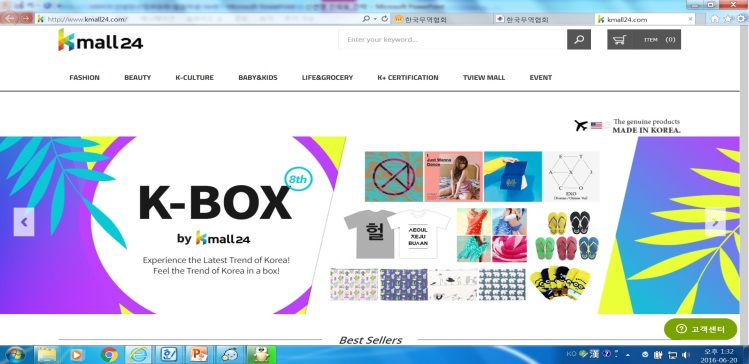 http://www.kmall24.com/
한국무역협회
한국무역협회
kmall24.com
kmall24
Enter your keyword...
ITEM (0)
FASHION BEAUTY K-CULTURE BABY&KIDS LIFE&GROCERY K+ CERTIFICATION TVIEW MALL EVENT
The genuine products
MADE IN KOREA.
K-BOX 8th
by kmall24
Experience the Latest Trend of Korea!
Feel the Trend of Korea in a box!
Just Wanna
Dance
EXO
헐
SEOUL
JEJU
BUSAN
Best Sellers
고객센터
KO 漢
오후 1:32
2016-06-20